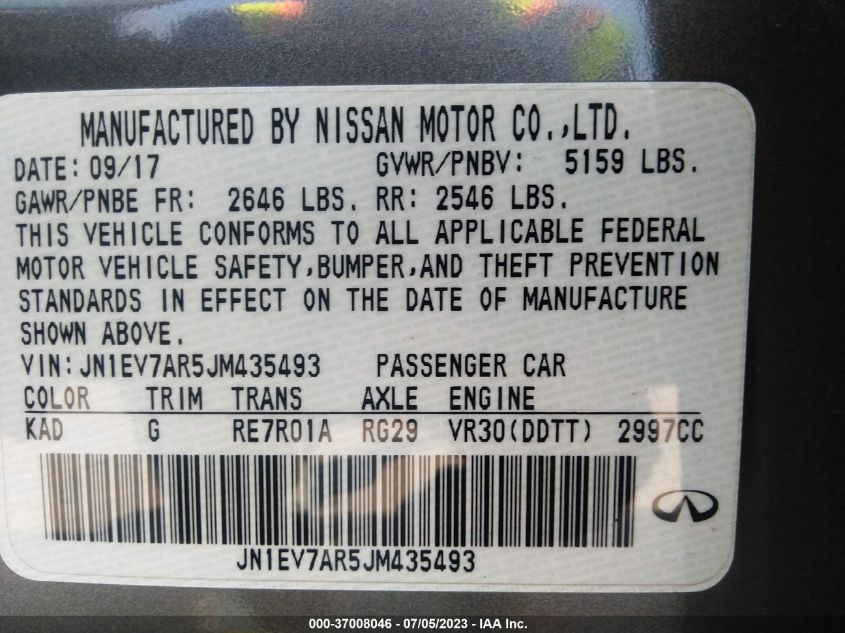 MANUFACTURED BY NISSAN MOTOR CO.,LTD.
DATE: 09/17 GVWR/PNBV: 5159 LBS.
GAWR/PNBE FR: 2646 LBS. RR: 2546 LBS.
THIS VEHICLE CONFORMS TO ALL APPLICABLE FEDERAL
MOTOR VEHICLE SAFETY,BUMPER,AND THEFT PREVENTION
STANDARDS IN EFFECT ON THE DATE OF MANUFACTURE
SHOWN ABOVE.
VIN:JN1EV7AR5JM435493 PASSENGER CAR
COLOR TRIM TRANS AXLE ENGINE
KAD G RE7R01A RG29 VR30(DDTT) 2997CC
JN1EV7AR5JM435493
000-37008046 - 07/05/2023 - IAA Inc.